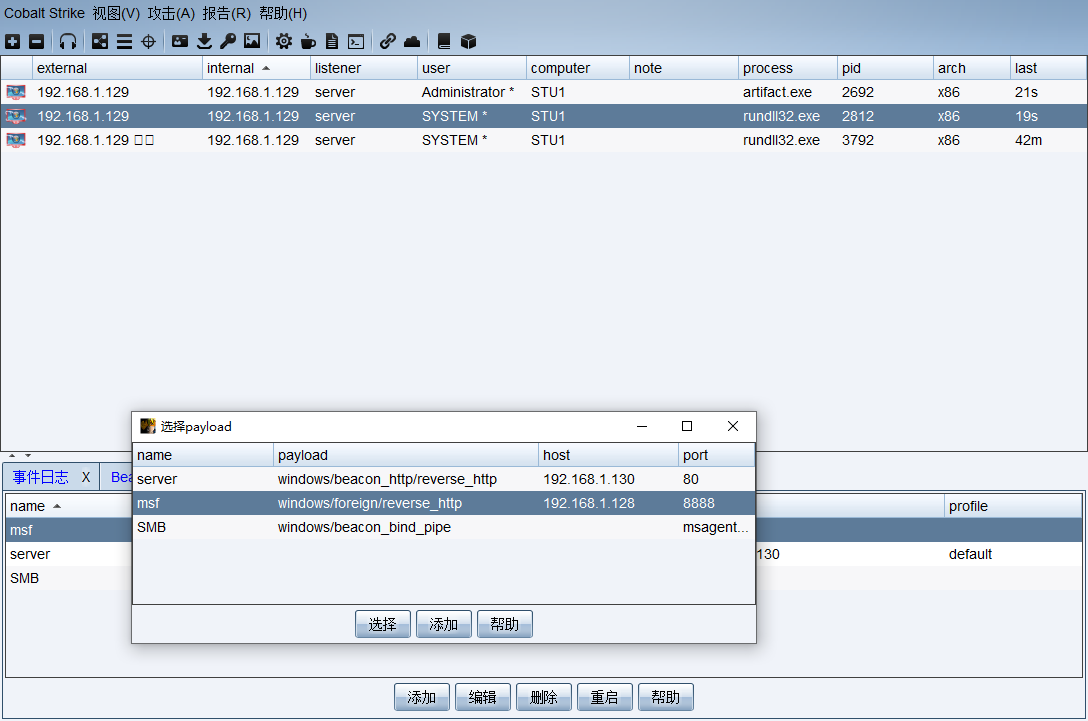 Cobalt Strike 视图(V) 攻击(A) 报告(R) 帮助(H)
external internal listener user computer note process pid arch last
192.168.1.129 192.168.1.129 server Administrator * STU1 artifact.exe 2692 x86 21s
192.168.1.129 192.168.1.129 server SYSTEM * STU1 rundll32.exe 2812 x86 19s
192.168.1.129 □□ 192.168.1.129 server SYSTEM * STU1 rundll32.exe 3792 x86 42m
选择payload
name payload host port
server windows/beacon_http/reverse_http 192.168.1.130 80
msf windows/foreign/reverse_http 192.168.1.128 8888
SMB windows/beacon_bind_pipe msagent...
选择 添加 帮助
事件日志 X Bea
name profile
msf
server 130 default
SMB
添加 编辑 删除 重启 帮助